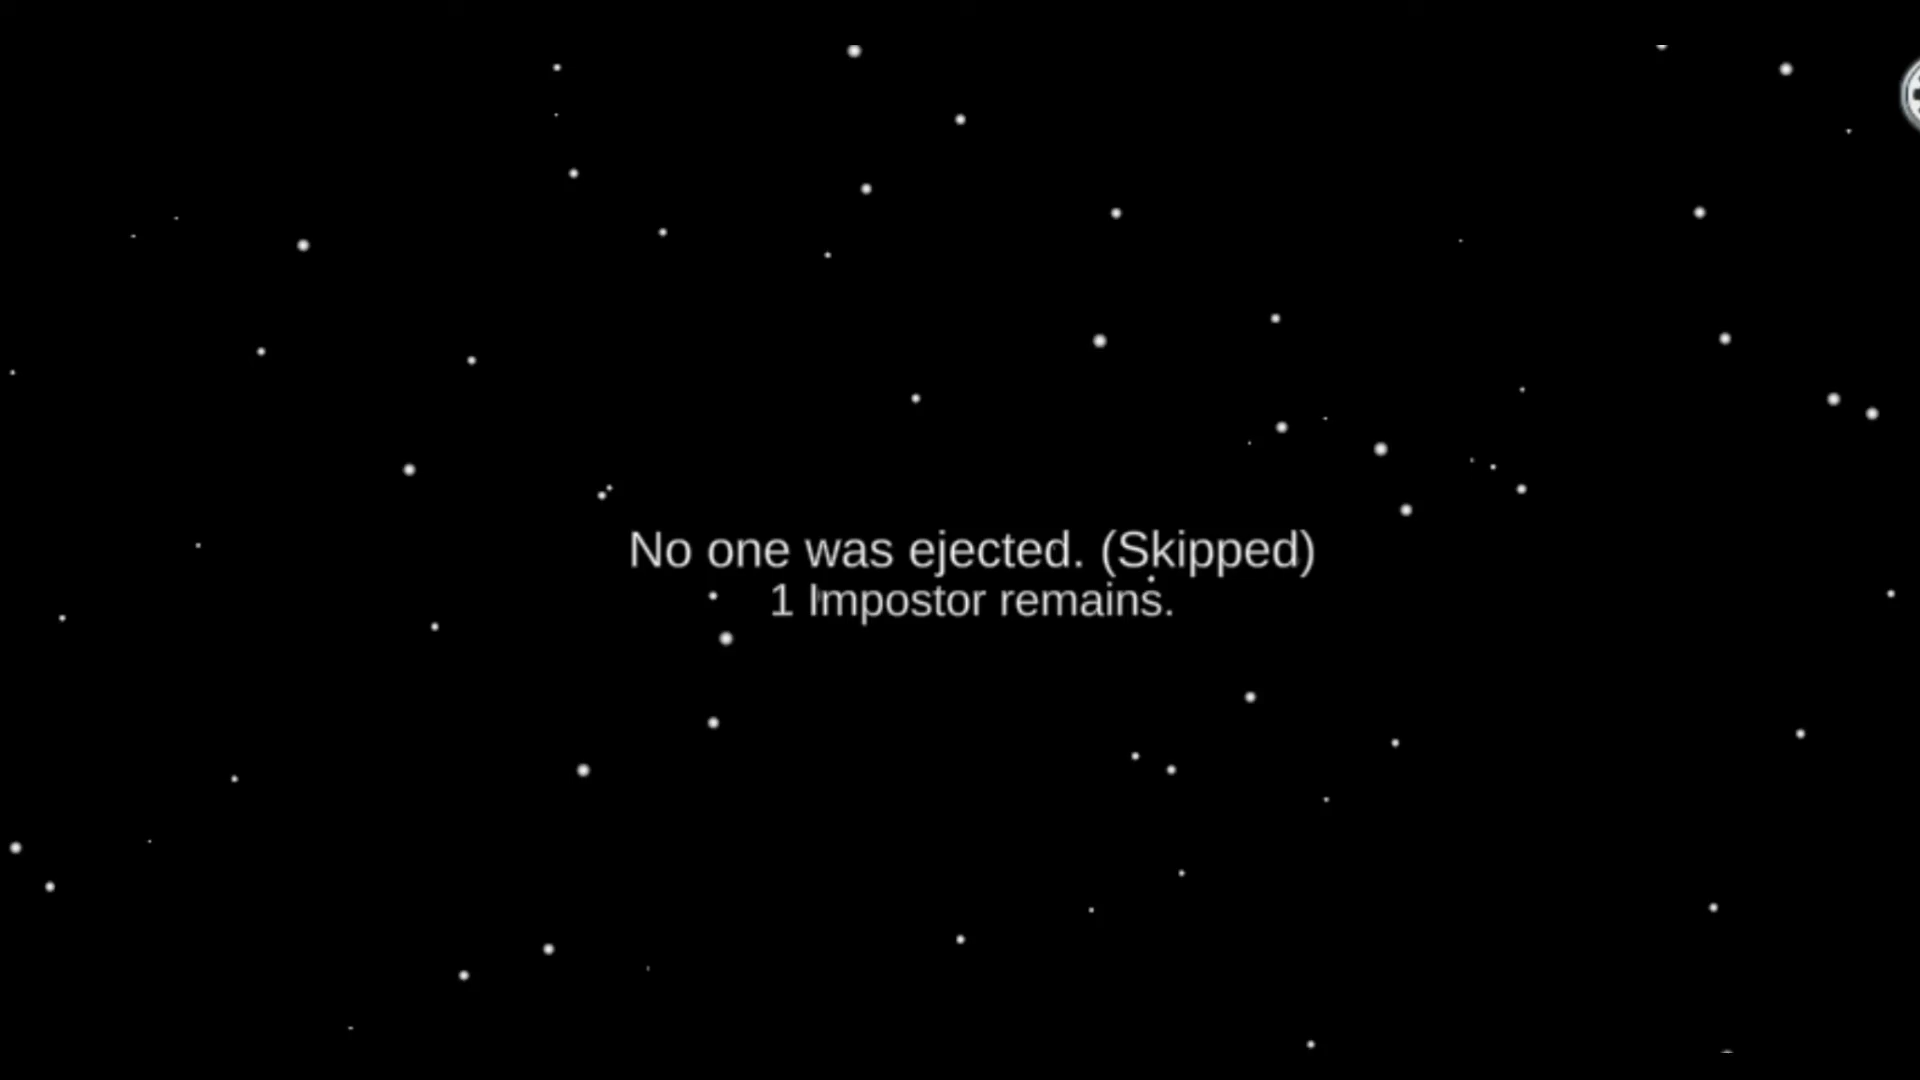 No one was ejected. (Skipped)
1 Impostor remains.